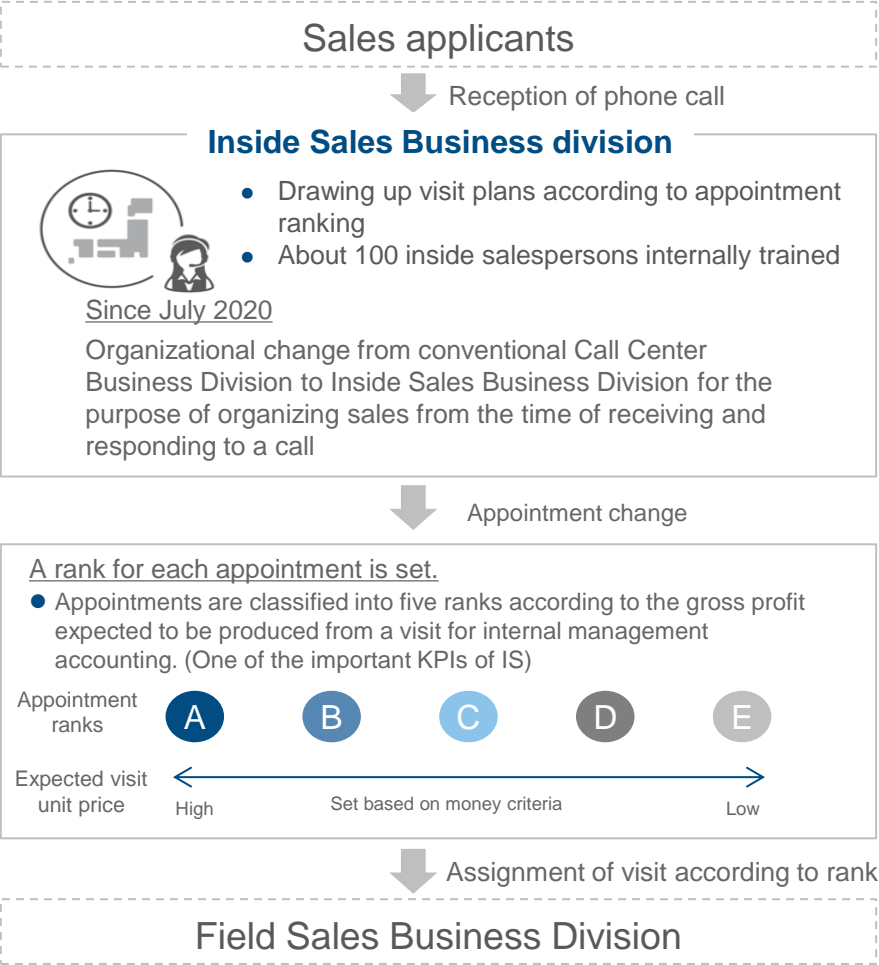 Sales applicants
Reception of phone call
Inside Sales Business division
● Drawing up visit plans according to appointment
ranking
● About 100 inside salespersons internally trained
Since July 2020
Organizational change from conventional Call Center
Business Division to Inside Sales Business Division for the
purpose of organizing sales from the time of receiving and
responding to a call
Appointment change
A rank for each appointment is set.
● Appointments are classified into five ranks according to the gross profit
expected to be produced from a visit for internal management
accounting. (One of the important KPIs of IS)
Appointment
ranks
A B C D E
Expected visit
unit price
High Set based on money criteria Low
Assignment of visit according to rank
Field Sales Business Division